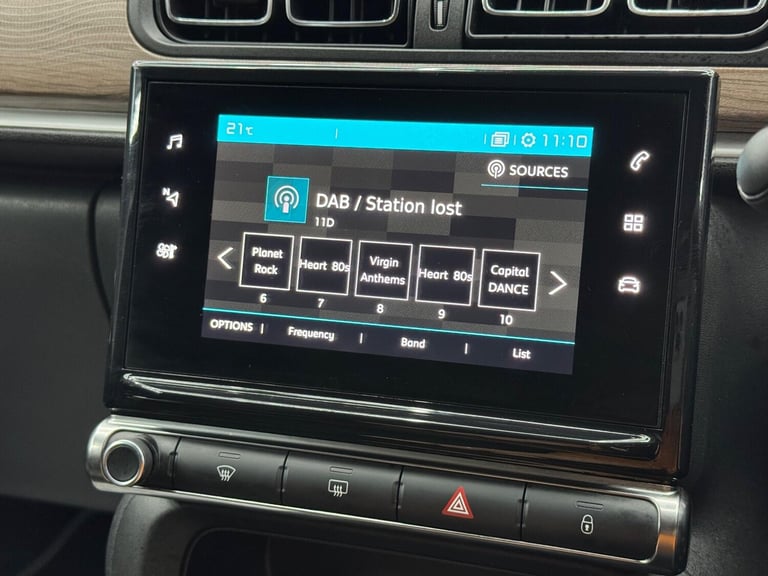 21°C
11:10
SOURCES
DAB / Station lost
11D
Planet
Rock
Heart 80s
Virgin
Anthems
Heart 80s
Capital
DANCE
6
7
8
9
10
OPTIONS
Frequency
Band
List
N